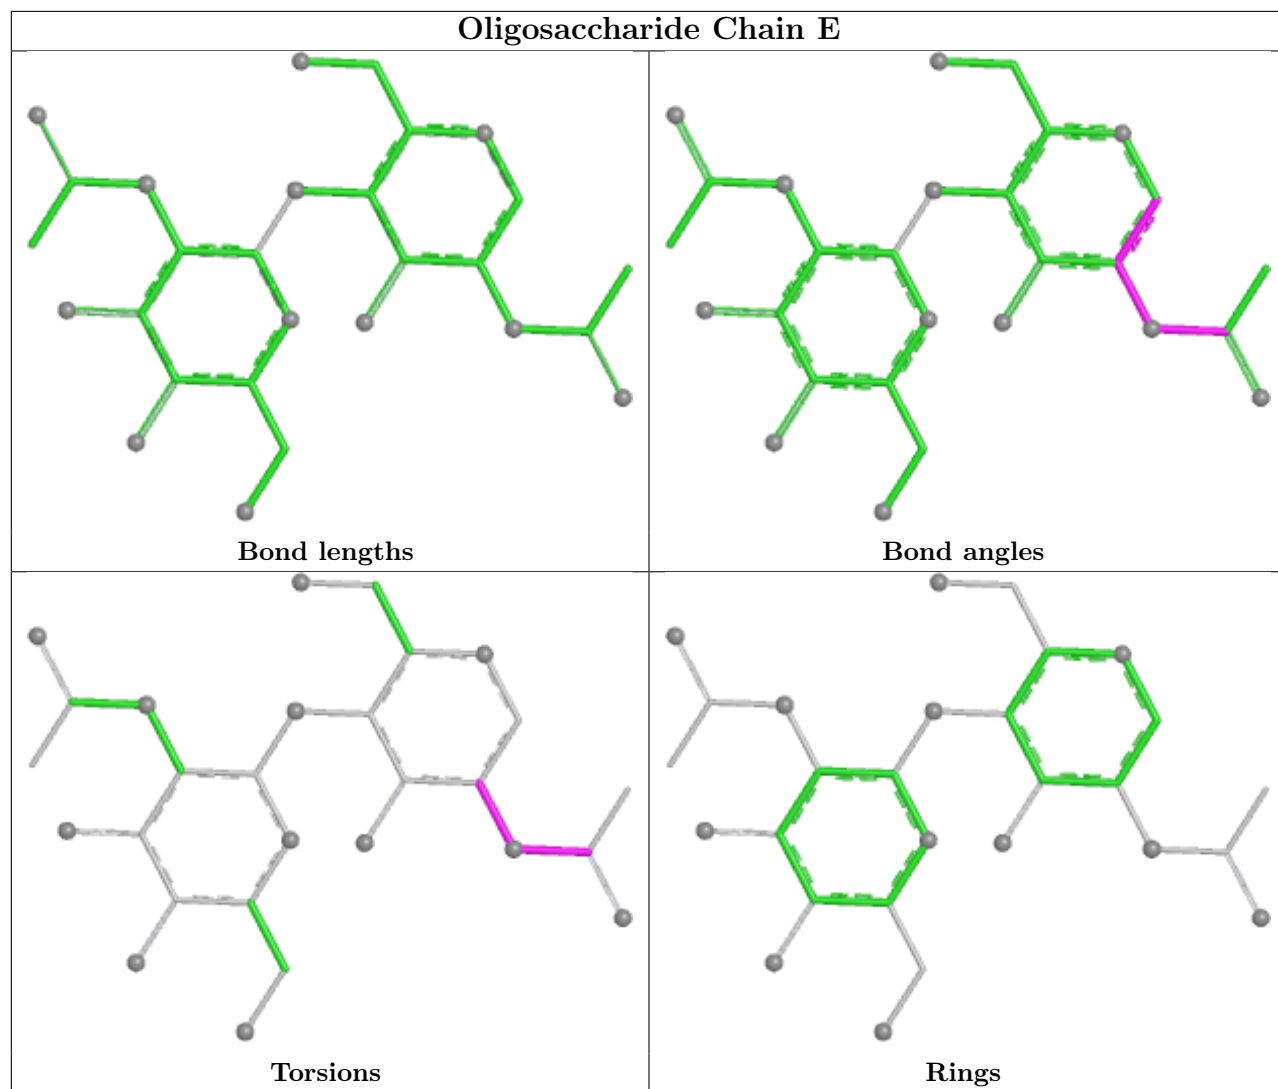 Oligosaccharide Chain E
Bond lengths
Bond angles
Torsions
Rings